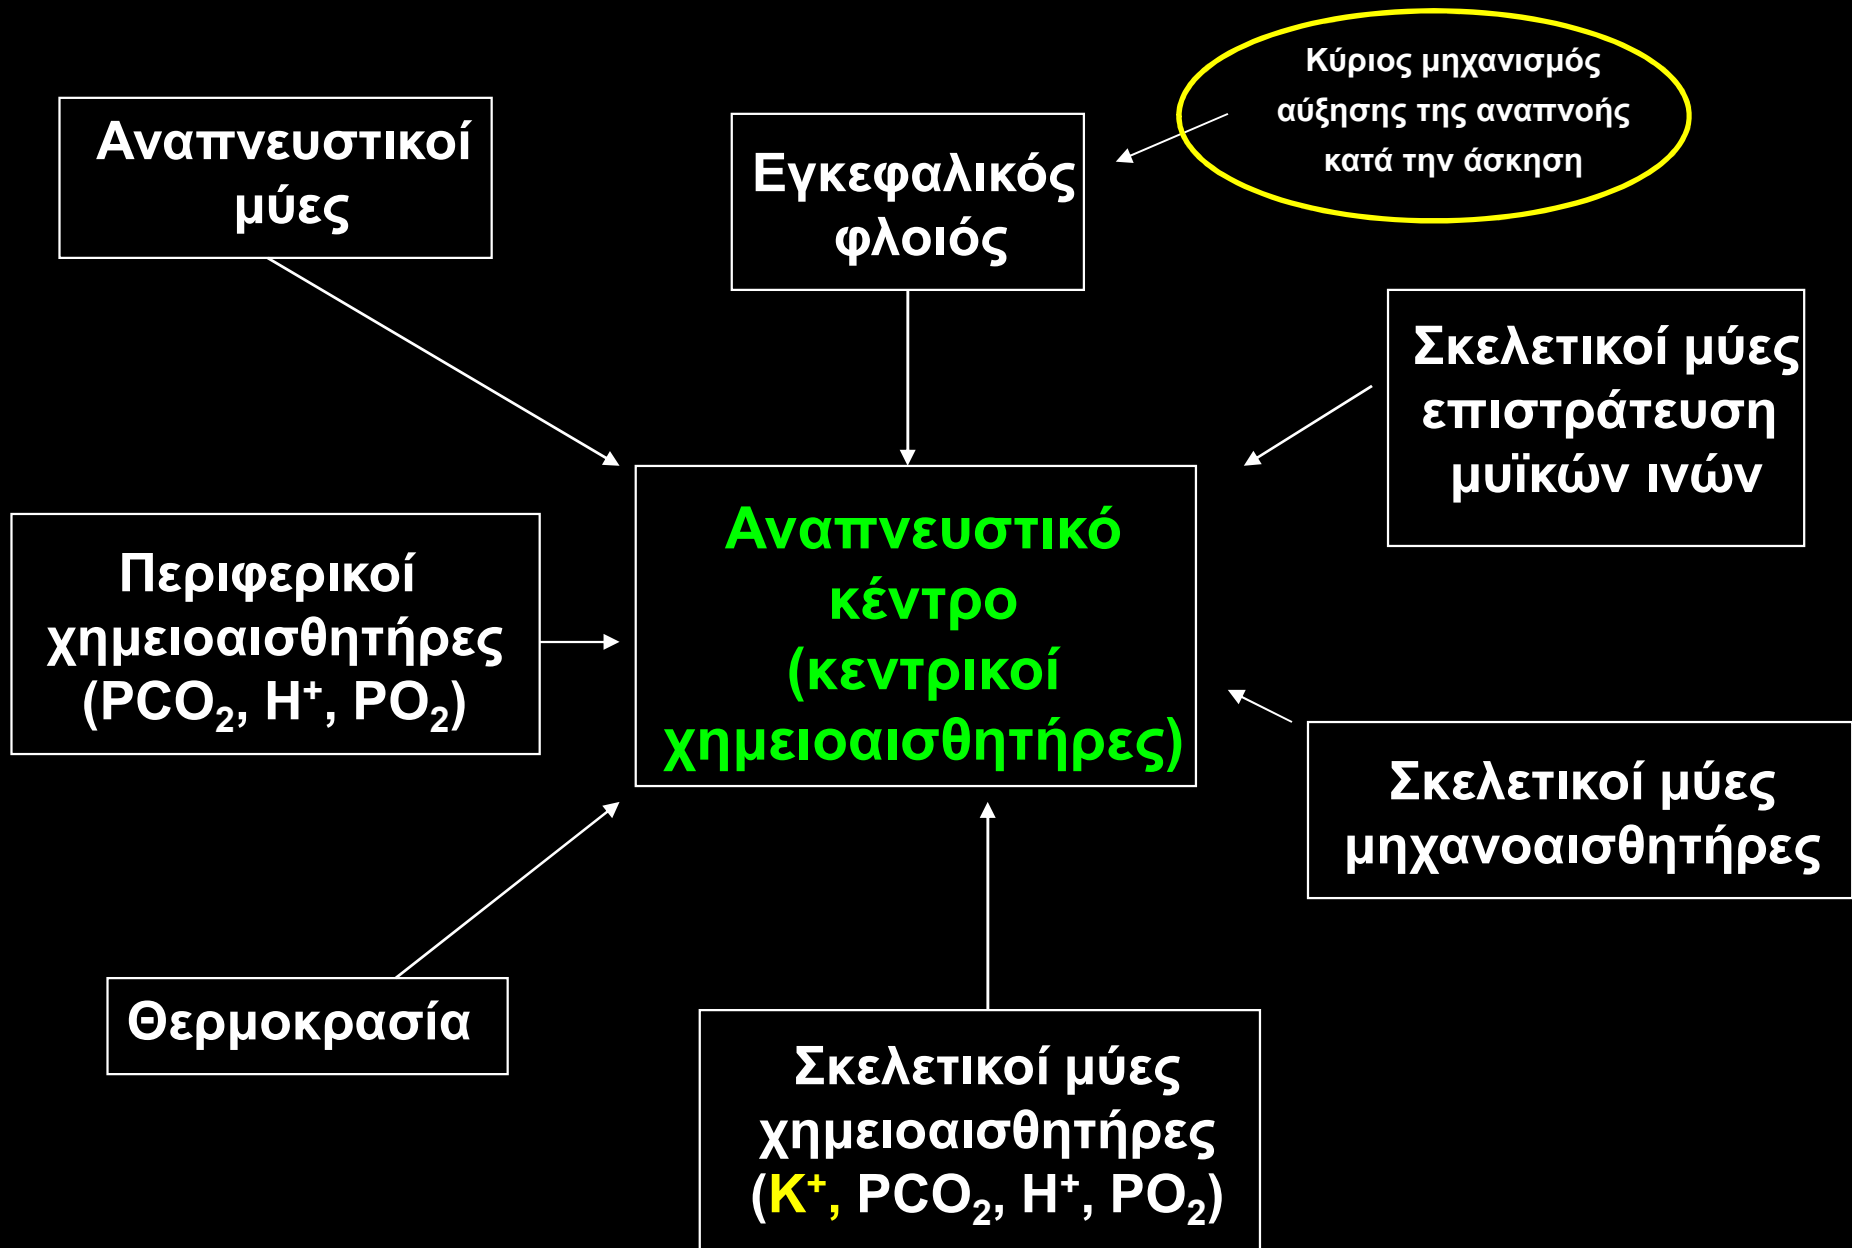 Κύριος μηχανισμός
αύξησης της αναπνοής
κατά την άσκηση
Αναπνευστικοί
μύες
Εγκεφαλικός
φλοιός
Σκελετικοί μύες
επιστράτευση
μυϊκών ινών
Περιφερικοί
χημειοαισθητήρες
(PCO₂, H⁺, PO₂)
Αναπνευστικό
κέντρο
(κεντρικοί
χημειοαισθητήρες)
Σκελετικοί μύες
μηχανοαισθητήρες
Θερμοκρασία
Σκελετικοί μύες
χημειοαισθητήρες
(K⁺, PCO₂, H⁺, PO₂)